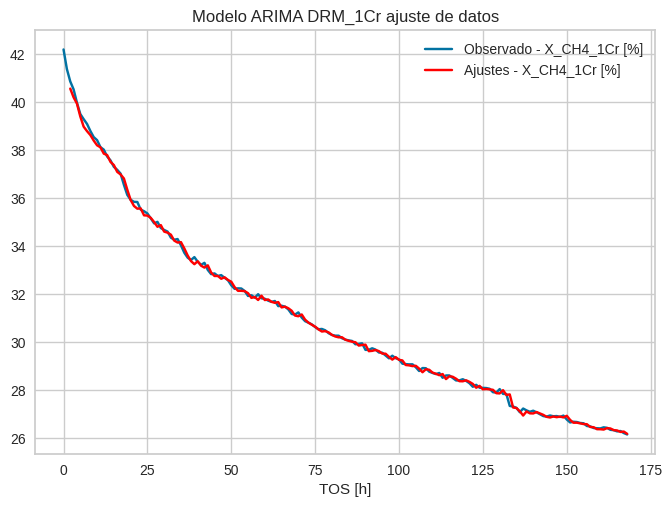 Modelo ARIMA DRM_1Cr ajuste de datos
Observado - X_CH4_1Cr [%]
Ajustes - X_CH4_1Cr [%]
42
40
38
36
34
32
30
28
26
0 25 50 75 100 125 150 175
TOS [h]